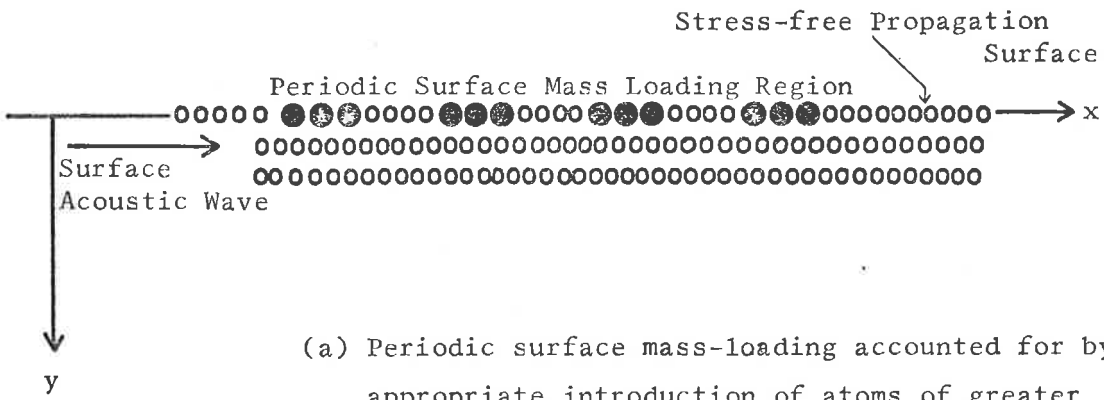 Stress-free Propagation
Surface
Periodic Surface Mass Loading Region
x
Surface
Acoustic Wave
y
(a) Periodic surface mass-loading accounted for by
appropriate introduction of atoms of greater